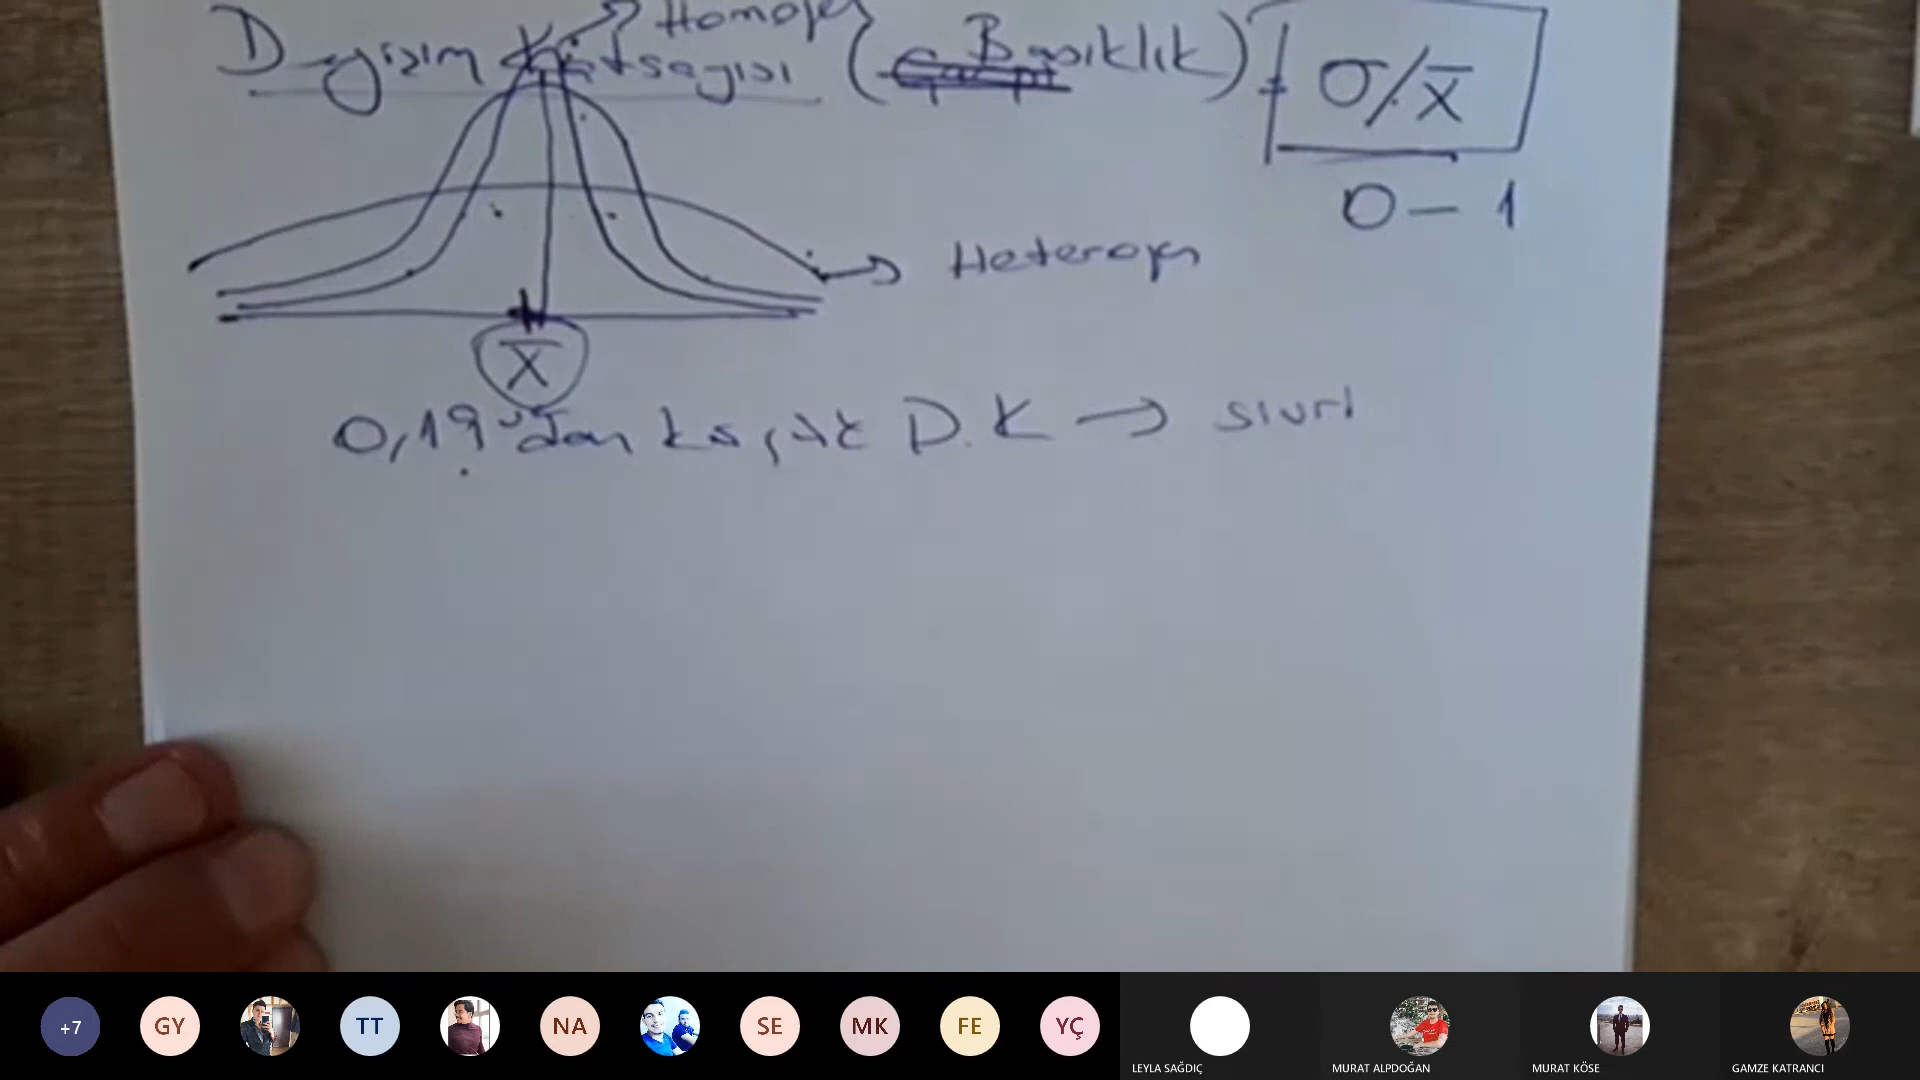 Homojen
Değişim Katsayısı (Basıklık) = σ/x̄
0 — 1
Heterojen
x̄
0,19'dan küçük D.K → sivri
+7 GY TT NA SE MK FE YÇ
LEYLA SAĞDIÇ MURAT ALPDOĞAN MURAT KÖSE GAMZE KATRANCI